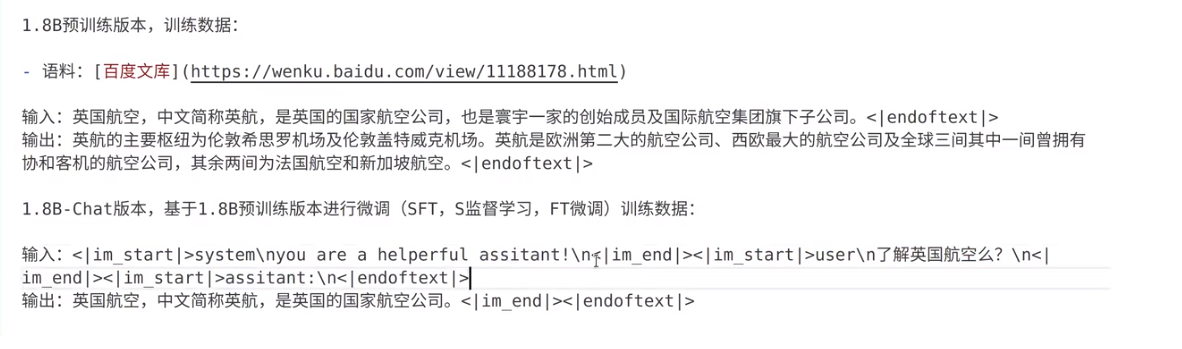 1.8B预训练版本，训练数据：
- 语料：[百度文库](https://wenku.baidu.com/view/11188178.html)
输入：英国航空，中文简称英航，是英国的国家航空公司，也是寰宇一家的创始成员及国际航空集团旗下子公司。<|endoftext|>
输出：英航的主要枢纽为伦敦希思罗机场及伦敦盖特威克机场。英航是欧洲第二大的航空公司、西欧最大的航空公司及全球三间其中一间曾拥有
协和客机的航空公司，其余两间为法国航空和新加坡航空。<|endoftext|>
1.8B-Chat版本，基于1.8B预训练版本进行微调（SFT，S监督学习，FT微调）训练数据：
输入：<|im_start|>system\nyou are a helperful assitant!\n<|im_end|><|im_start|>user\n了解英国航空么？\n<|
im_end|><|im_start|>assitant:\n<|endoftext|>
输出：英国航空，中文简称英航，是英国的国家航空公司。<|im_end|><|endoftext|>